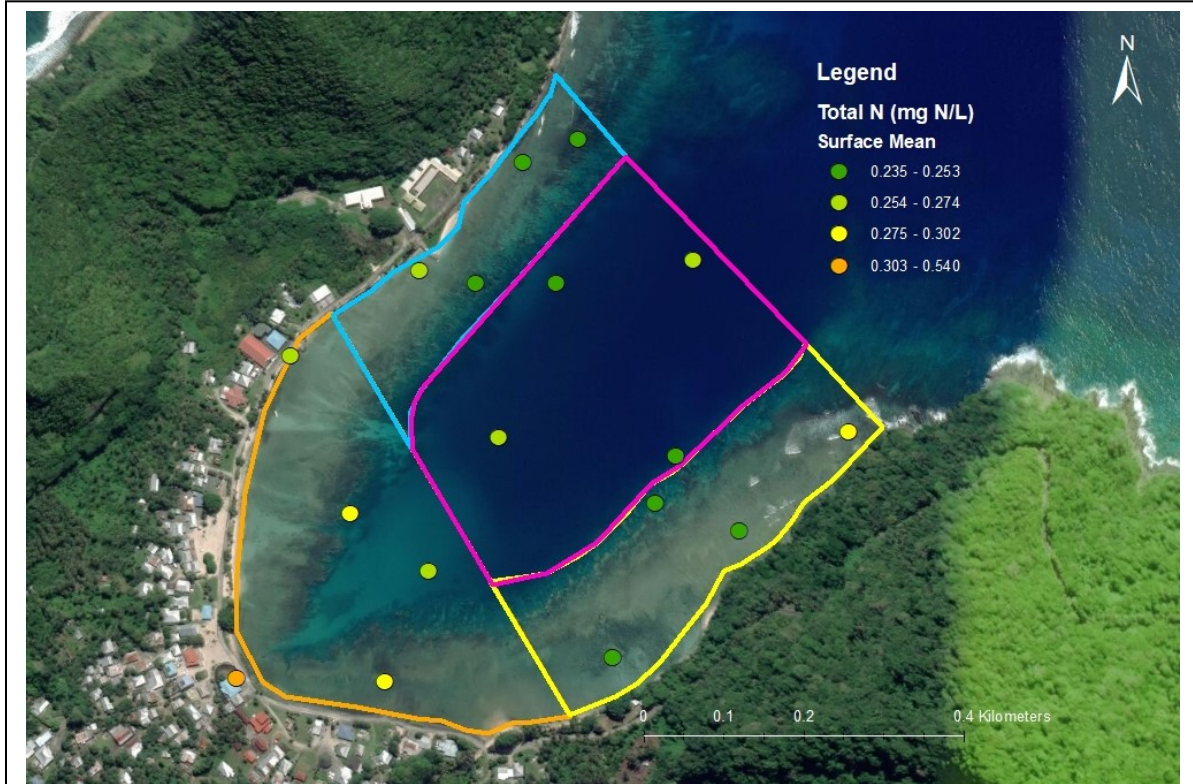 N
Legend
Total N (mg N/L)
Surface Mean
0.235 - 0.253
0.254 - 0.274
0.275 - 0.302
0.303 - 0.540
0 0.1 0.2 0.4 Kilometers